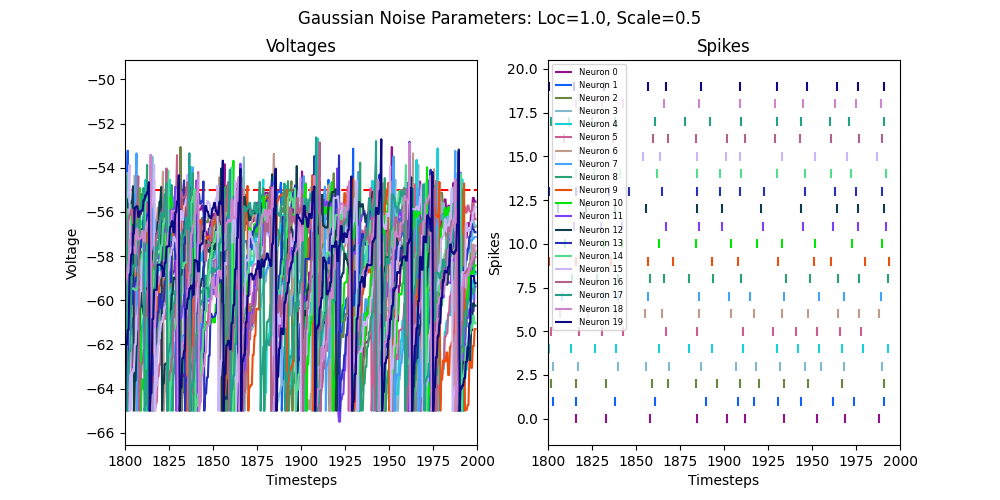 Gaussian Noise Parameters: Loc=1.0, Scale=0.5
Voltages
Spikes
−50
−52
−54
−56
−58
−60
−62
−64
−66
Voltage
1800 1825 1850 1875 1900 1925 1950 1975 2000
Timesteps
20.0
17.5
15.0
12.5
10.0
7.5
5.0
2.5
0.0
Spikes
Neuron 0
Neuron 1
Neuron 2
Neuron 3
Neuron 4
Neuron 5
Neuron 6
Neuron 7
Neuron 8
Neuron 9
Neuron 10
Neuron 11
Neuron 12
Neuron 13
Neuron 14
Neuron 15
Neuron 16
Neuron 17
Neuron 18
Neuron 19
1800 1825 1850 1875 1900 1925 1950 1975 2000
Timesteps